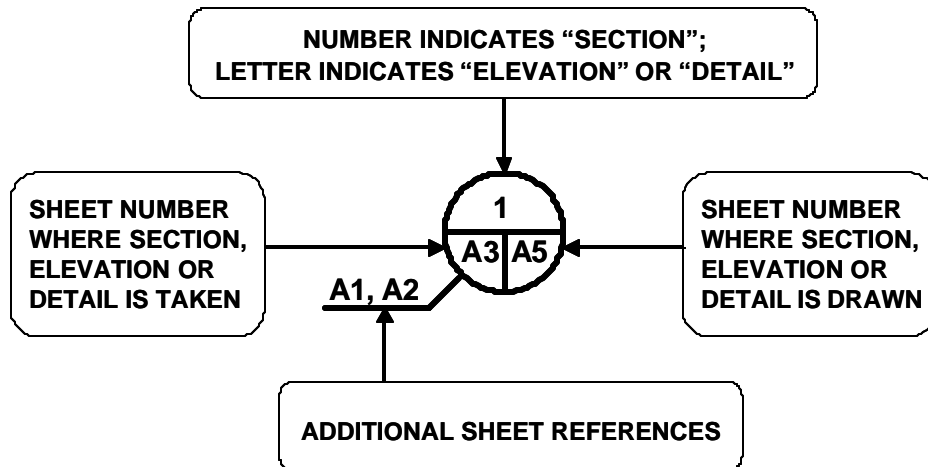 NUMBER INDICATES “SECTION”;
LETTER INDICATES “ELEVATION” OR “DETAIL”
SHEET NUMBER
WHERE SECTION,
ELEVATION OR
DETAIL IS TAKEN
1
A3 A5
A1, A2
SHEET NUMBER
WHERE SECTION,
ELEVATION OR
DETAIL IS DRAWN
ADDITIONAL SHEET REFERENCES